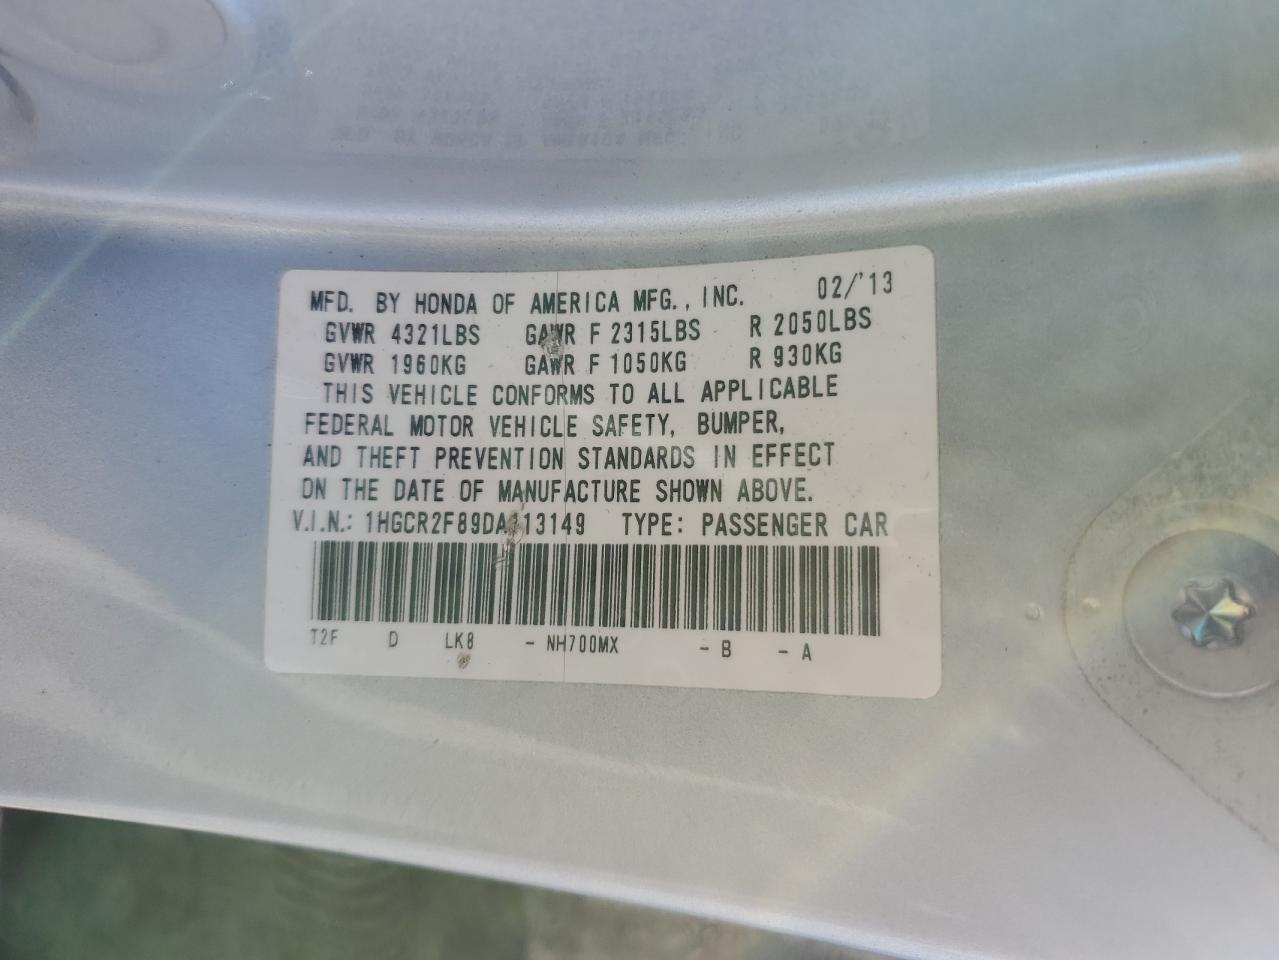 MFD. BY HONDA OF AMERICA MFG., INC. 02/'13
GVWR 4321LBS GAWR F 2315LBS R 2050LBS
GVWR 1960KG GAWR F 1050KG R 930KG
THIS VEHICLE CONFORMS TO ALL APPLICABLE
FEDERAL MOTOR VEHICLE SAFETY, BUMPER,
AND THEFT PREVENTION STANDARDS IN EFFECT
ON THE DATE OF MANUFACTURE SHOWN ABOVE.
V.I.N.: TYPE: PASSENGER CAR
T2F D LK8 - NH700MX - B - A